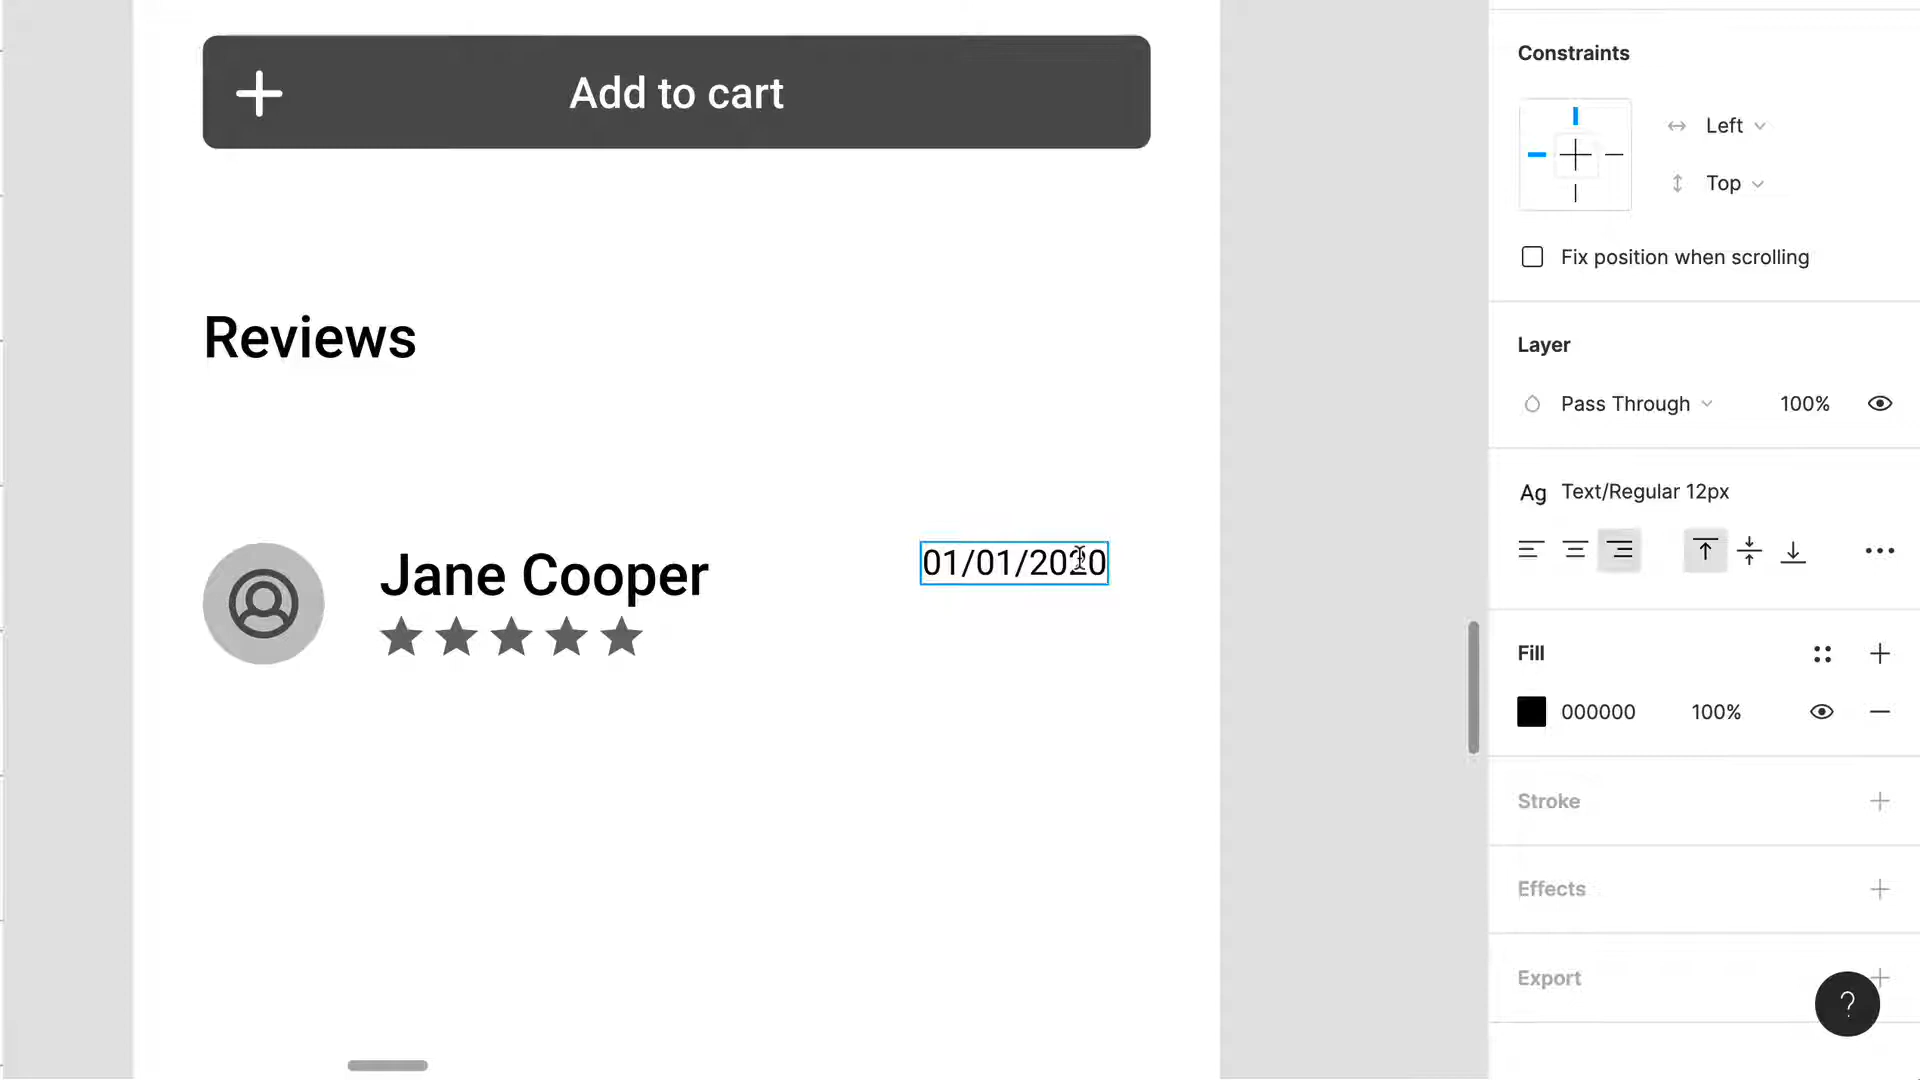 Add to cart
Reviews
Jane Cooper
01/01/2020
Constraints
Left
Top
Fix position when scrolling
Layer
Pass Through
100%
Ag Text/Regular 12px
Fill
000000 100%
Stroke
Effects
Export
?